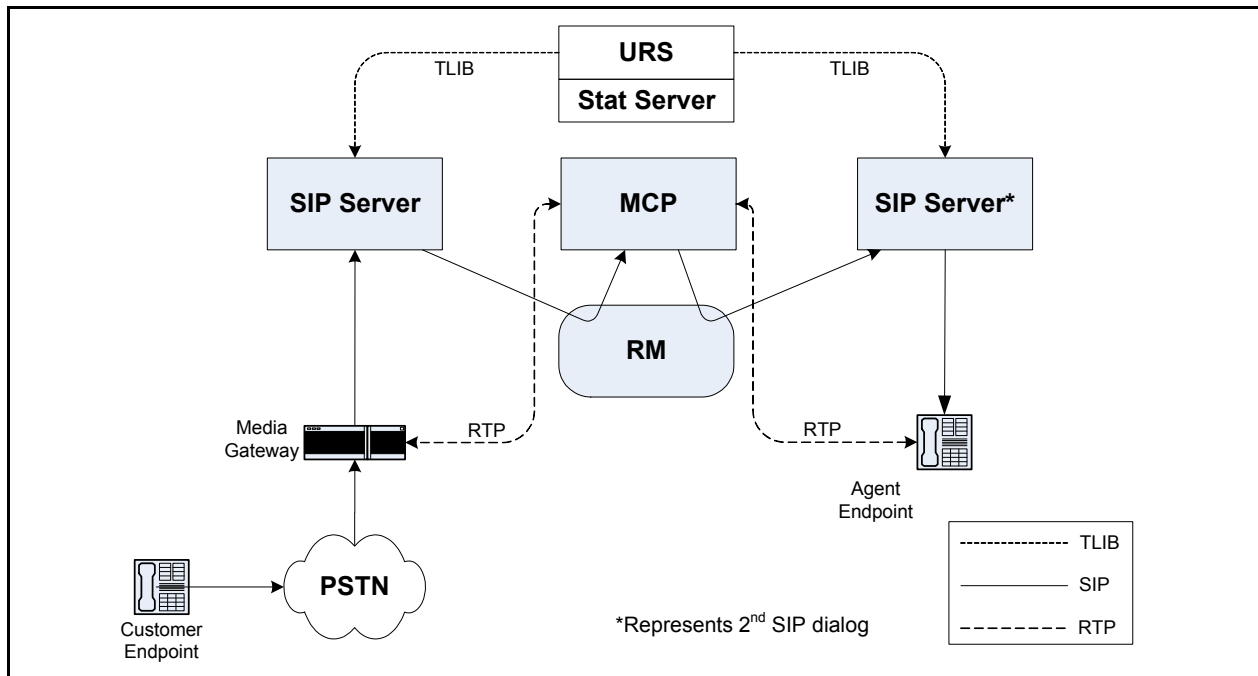 URS
TLIB
TLIB
Stat Server
SIP Server
MCP
SIP Server*
RM
Media
Gateway
RTP
RTP
Agent
Endpoint
TLIB
PSTN
SIP
*Represents 2nd SIP dialog
Customer
Endpoint
RTP